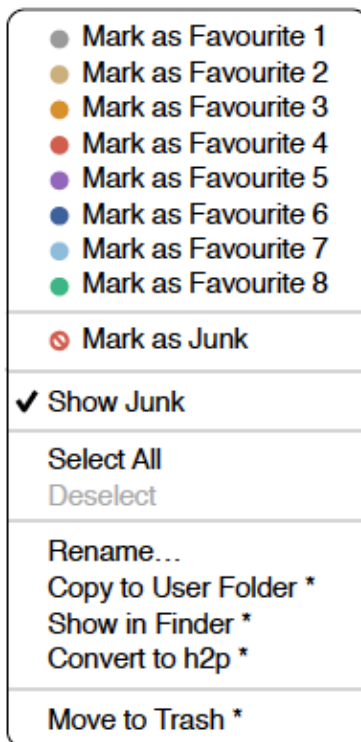 Mark as Favourite 1
Mark as Favourite 2
Mark as Favourite 3
Mark as Favourite 4
Mark as Favourite 5
Mark as Favourite 6
Mark as Favourite 7
Mark as Favourite 8
Mark as Junk
✓ Show Junk
Select All
Deselect
Rename…
Copy to User Folder *
Show in Finder *
Convert to h2p *
Move to Trash *